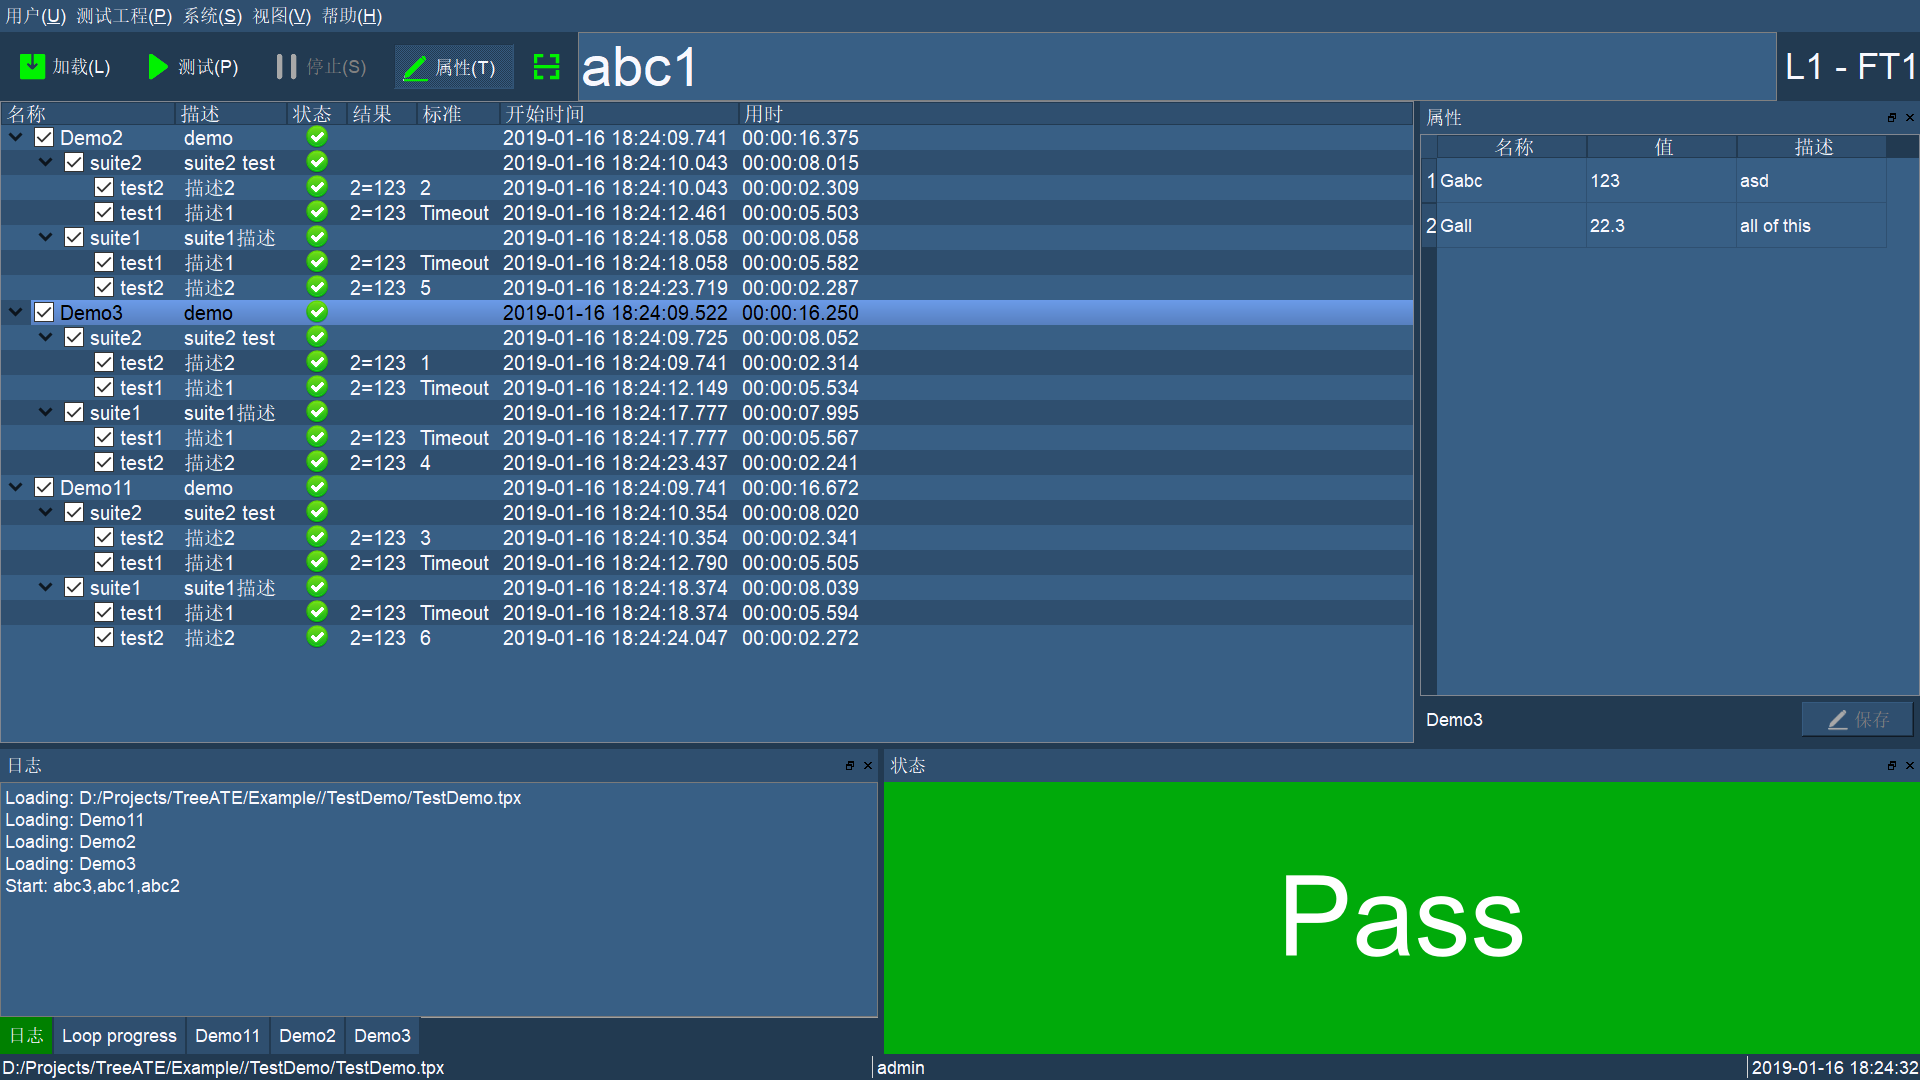 用户(U) 测试工程(P) 系统(S) 视图(V) 帮助(H)
加载(L) 测试(P) 停止(S) 属性(T) abc1 L1 - FT1
名称 描述 状态 结果 标准 开始时间 用时
Demo2 demo 2019-01-16 18:24:09.741 00:00:16.375
suite2 suite2 test 2019-01-16 18:24:10.043 00:00:08.015
test2 描述2 2=123 2 2019-01-16 18:24:10.043 00:00:02.309
test1 描述1 2=123 Timeout 2019-01-16 18:24:12.461 00:00:05.503
suite1 suite1描述 2019-01-16 18:24:18.058 00:00:08.058
test1 描述1 2=123 Timeout 2019-01-16 18:24:18.058 00:00:05.582
test2 描述2 2=123 5 2019-01-16 18:24:23.719 00:00:02.287
Demo3 demo 2019-01-16 18:24:09.522 00:00:16.250
suite2 suite2 test 2019-01-16 18:24:09.725 00:00:08.052
test2 描述2 2=123 1 2019-01-16 18:24:09.741 00:00:02.314
test1 描述1 2=123 Timeout 2019-01-16 18:24:12.149 00:00:05.534
suite1 suite1描述 2019-01-16 18:24:17.777 00:00:07.995
test1 描述1 2=123 Timeout 2019-01-16 18:24:17.777 00:00:05.567
test2 描述2 2=123 4 2019-01-16 18:24:23.437 00:00:02.241
Demo11 demo 2019-01-16 18:24:09.741 00:00:16.672
suite2 suite2 test 2019-01-16 18:24:10.354 00:00:08.020
test2 描述2 2=123 3 2019-01-16 18:24:10.354 00:00:02.341
test1 描述1 2=123 Timeout 2019-01-16 18:24:12.790 00:00:05.505
suite1 suite1描述 2019-01-16 18:24:18.374 00:00:08.039
test1 描述1 2=123 Timeout 2019-01-16 18:24:18.374 00:00:05.594
test2 描述2 2=123 6 2019-01-16 18:24:24.047 00:00:02.272
属性
名称 值 描述
1 Gabc 123 asd
2 Gall 22.3 all of this
Demo3 保存
日志
Loading: D:/Projects/TreeATE/Example//TestDemo/TestDemo.tpx
Loading: Demo11
Loading: Demo2
Loading: Demo3
Start: abc3,abc1,abc2
日志 Loop progress Demo11 Demo2 Demo3
状态
Pass
D:/Projects/TreeATE/Example//TestDemo/TestDemo.tpx admin 2019-01-16 18:24:32